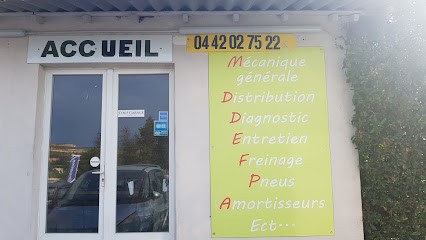 ACCUEIL
04 42 02 75 22
Mécanique
générale
Distribution
Diagnostic
Entretien
Freinage
Pneus
Amortisseurs
Ect...